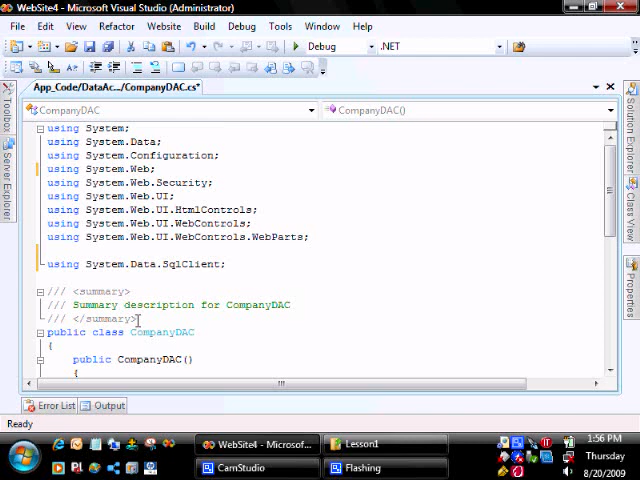 WebSite4 - Microsoft Visual Studio (Administrator)
File Edit View Refactor Website Build Debug Data Tools Window Help
Debug .NET
App_Code/DataAc.../CompanyDAC.cs*
CompanyDAC CompanyDAC()
Toolbox
Server Explorer
using System;
using System.Data;
using System.Configuration;
using System.Web;
using System.Web.Security;
using System.Web.UI;
using System.Web.UI.HtmlControls;
using System.Web.UI.WebControls;
using System.Web.UI.WebControls.WebParts;
using System.Data.SqlClient;
/// <summary>
/// Summary description for CompanyDAC
/// </summary>
public class CompanyDAC
{
public CompanyDAC()
{
Solution Explorer
Class View
Properties
Error List Output
Ready
WebSite4 - Microsof... Lesson1
CamStudio Flashing
1:56 PM
Thursday
8/20/2009